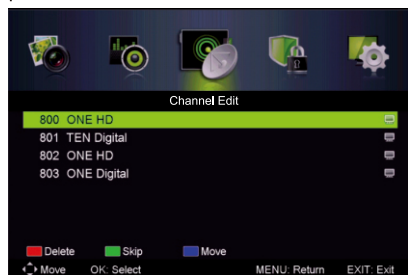 Channel Edit
800 ONE HD
801 TEN Digital
802 ONE HD
803 ONE Digital
Delete Skip Move
Move OK: Select MENU: Return EXIT: Exit